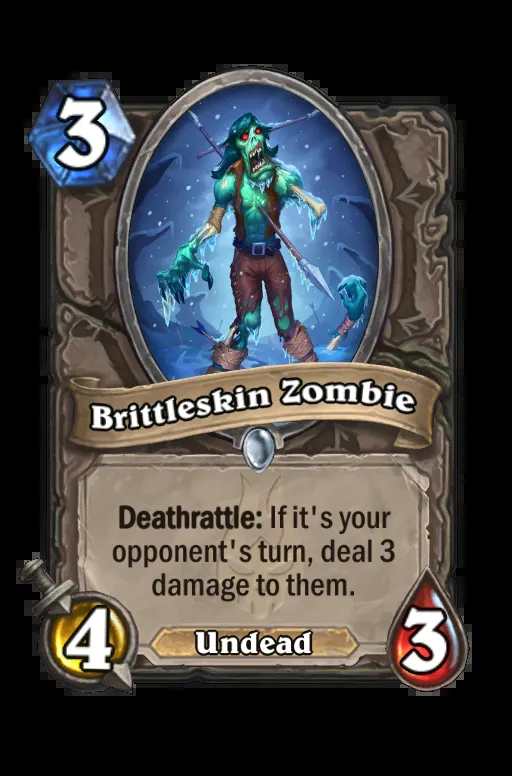 3
Brittleskin Zombie
Deathrattle: If it's your
opponent's turn, deal 3
damage to them.
4
Undead
3